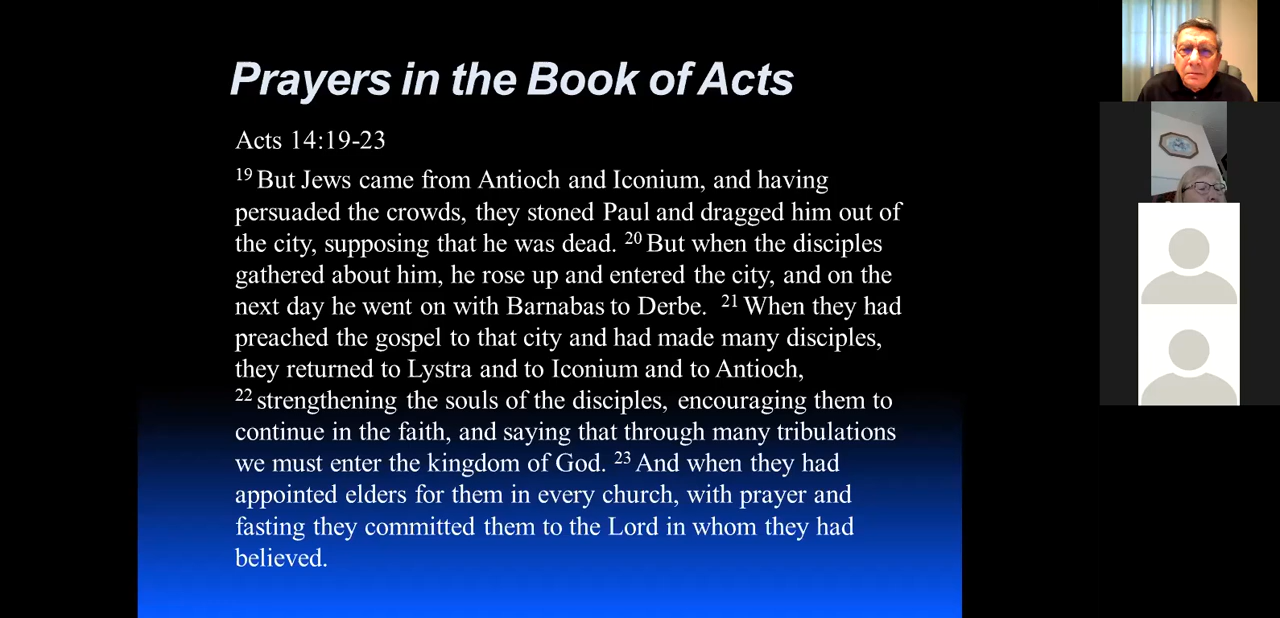 Prayers in the Book of Acts
Acts 14:19-23
19 But Jews came from Antioch and Iconium, and having
persuaded the crowds, they stoned Paul and dragged him out of
the city, supposing that he was dead. 20 But when the disciples
gathered about him, he rose up and entered the city, and on the
next day he went on with Barnabas to Derbe. 21 When they had
preached the gospel to that city and had made many disciples,
they returned to Lystra and to Iconium and to Antioch,
22 strengthening the souls of the disciples, encouraging them to
continue in the faith, and saying that through many tribulations
we must enter the kingdom of God. 23 And when they had
appointed elders for them in every church, with prayer and
fasting they committed them to the Lord in whom they had
believed.